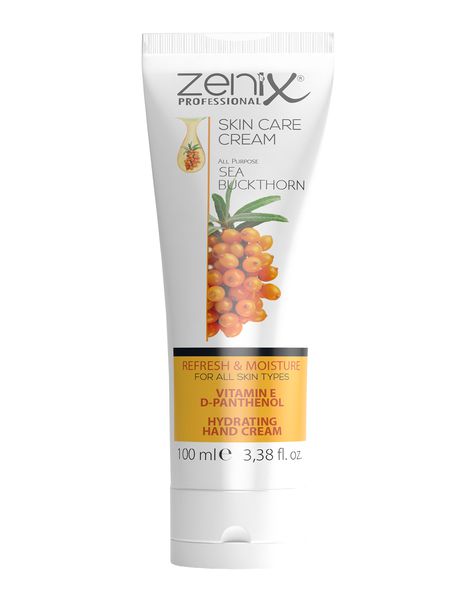 zenix®
PROFESSIONAL
SKIN CARE
CREAM
ALL PURPOSE
SEA
BUCKTHORN
REFRESH & MOISTURE
FOR ALL SKIN TYPES
VITAMIN E
D-PANTHENOL
HYDRATING
HAND CREAM
100 ml e 3,38 fl. oz.